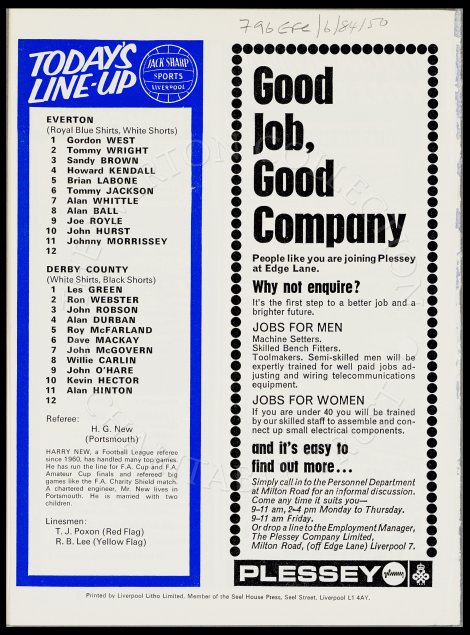 796 EFC/6/84/50
TODAY'S
LINE-UP
JACK SHARP
SPORTS
LIVERPOOL
EVERTON
(Royal Blue Shirts, White Shorts)
1 Gordon WEST
2 Tommy WRIGHT
3 Sandy BROWN
4 Howard KENDALL
5 Brian LABONE
6 Tommy JACKSON
7 Alan WHITTLE
8 Alan BALL
9 Joe ROYLE
10 John HURST
11 Johnny MORRISSEY
12
DERBY COUNTY
(White Shirts, Black Shorts)
1 Les GREEN
2 Ron WEBSTER
3 John ROBSON
4 Alan DURBAN
5 Roy McFARLAND
6 Dave MACKAY
7 John McGOVERN
8 Willie CARLIN
9 John O'HARE
10 Kevin HECTOR
11 Alan HINTON
12
Referee:
H. G. New
(Portsmouth)
HARRY NEW, a Football League referee
since 1960, has handled many top games.
He has run the line for F.A. Cup and F.A.
Amateur Cup finals and refereed big
games like the F.A. Charity Shield match.
A chartered engineer, Mr. New lives in
Portsmouth. He is married with two
children.
Linesmen:
T. J. Poxon (Red Flag)
R. B. Lee (Yellow Flag)
Good
Job,
Good
Company
People like you are joining Plessey
at Edge Lane.
Why not enquire?
It's the first step to a better job and a
brighter future.
JOBS FOR MEN
Machine Setters.
Skilled Bench Fitters.
Toolmakers. Semi-skilled men will be
expertly trained for well paid jobs ad-
justing and wiring telecommunications
equipment.
JOBS FOR WOMEN
If you are under 40 you will be trained
by our skilled staff to assemble and con-
nect up small electrical components.
and it's easy to
find out more...
Simply call in to the Personnel Department
at Milton Road for an informal discussion.
Come any time it suits you—
9-11 am, 2-4 pm Monday to Thursday.
9-11 am Friday.
Or drop a line to the Employment Manager,
The Plessey Company Limited,
Milton Road, (off Edge Lane) Liverpool 7.
PLESSEY
Printed by Liverpool Litho Limited, Member of the Seel House Press, Seel Street, Liverpool L1 4AY.